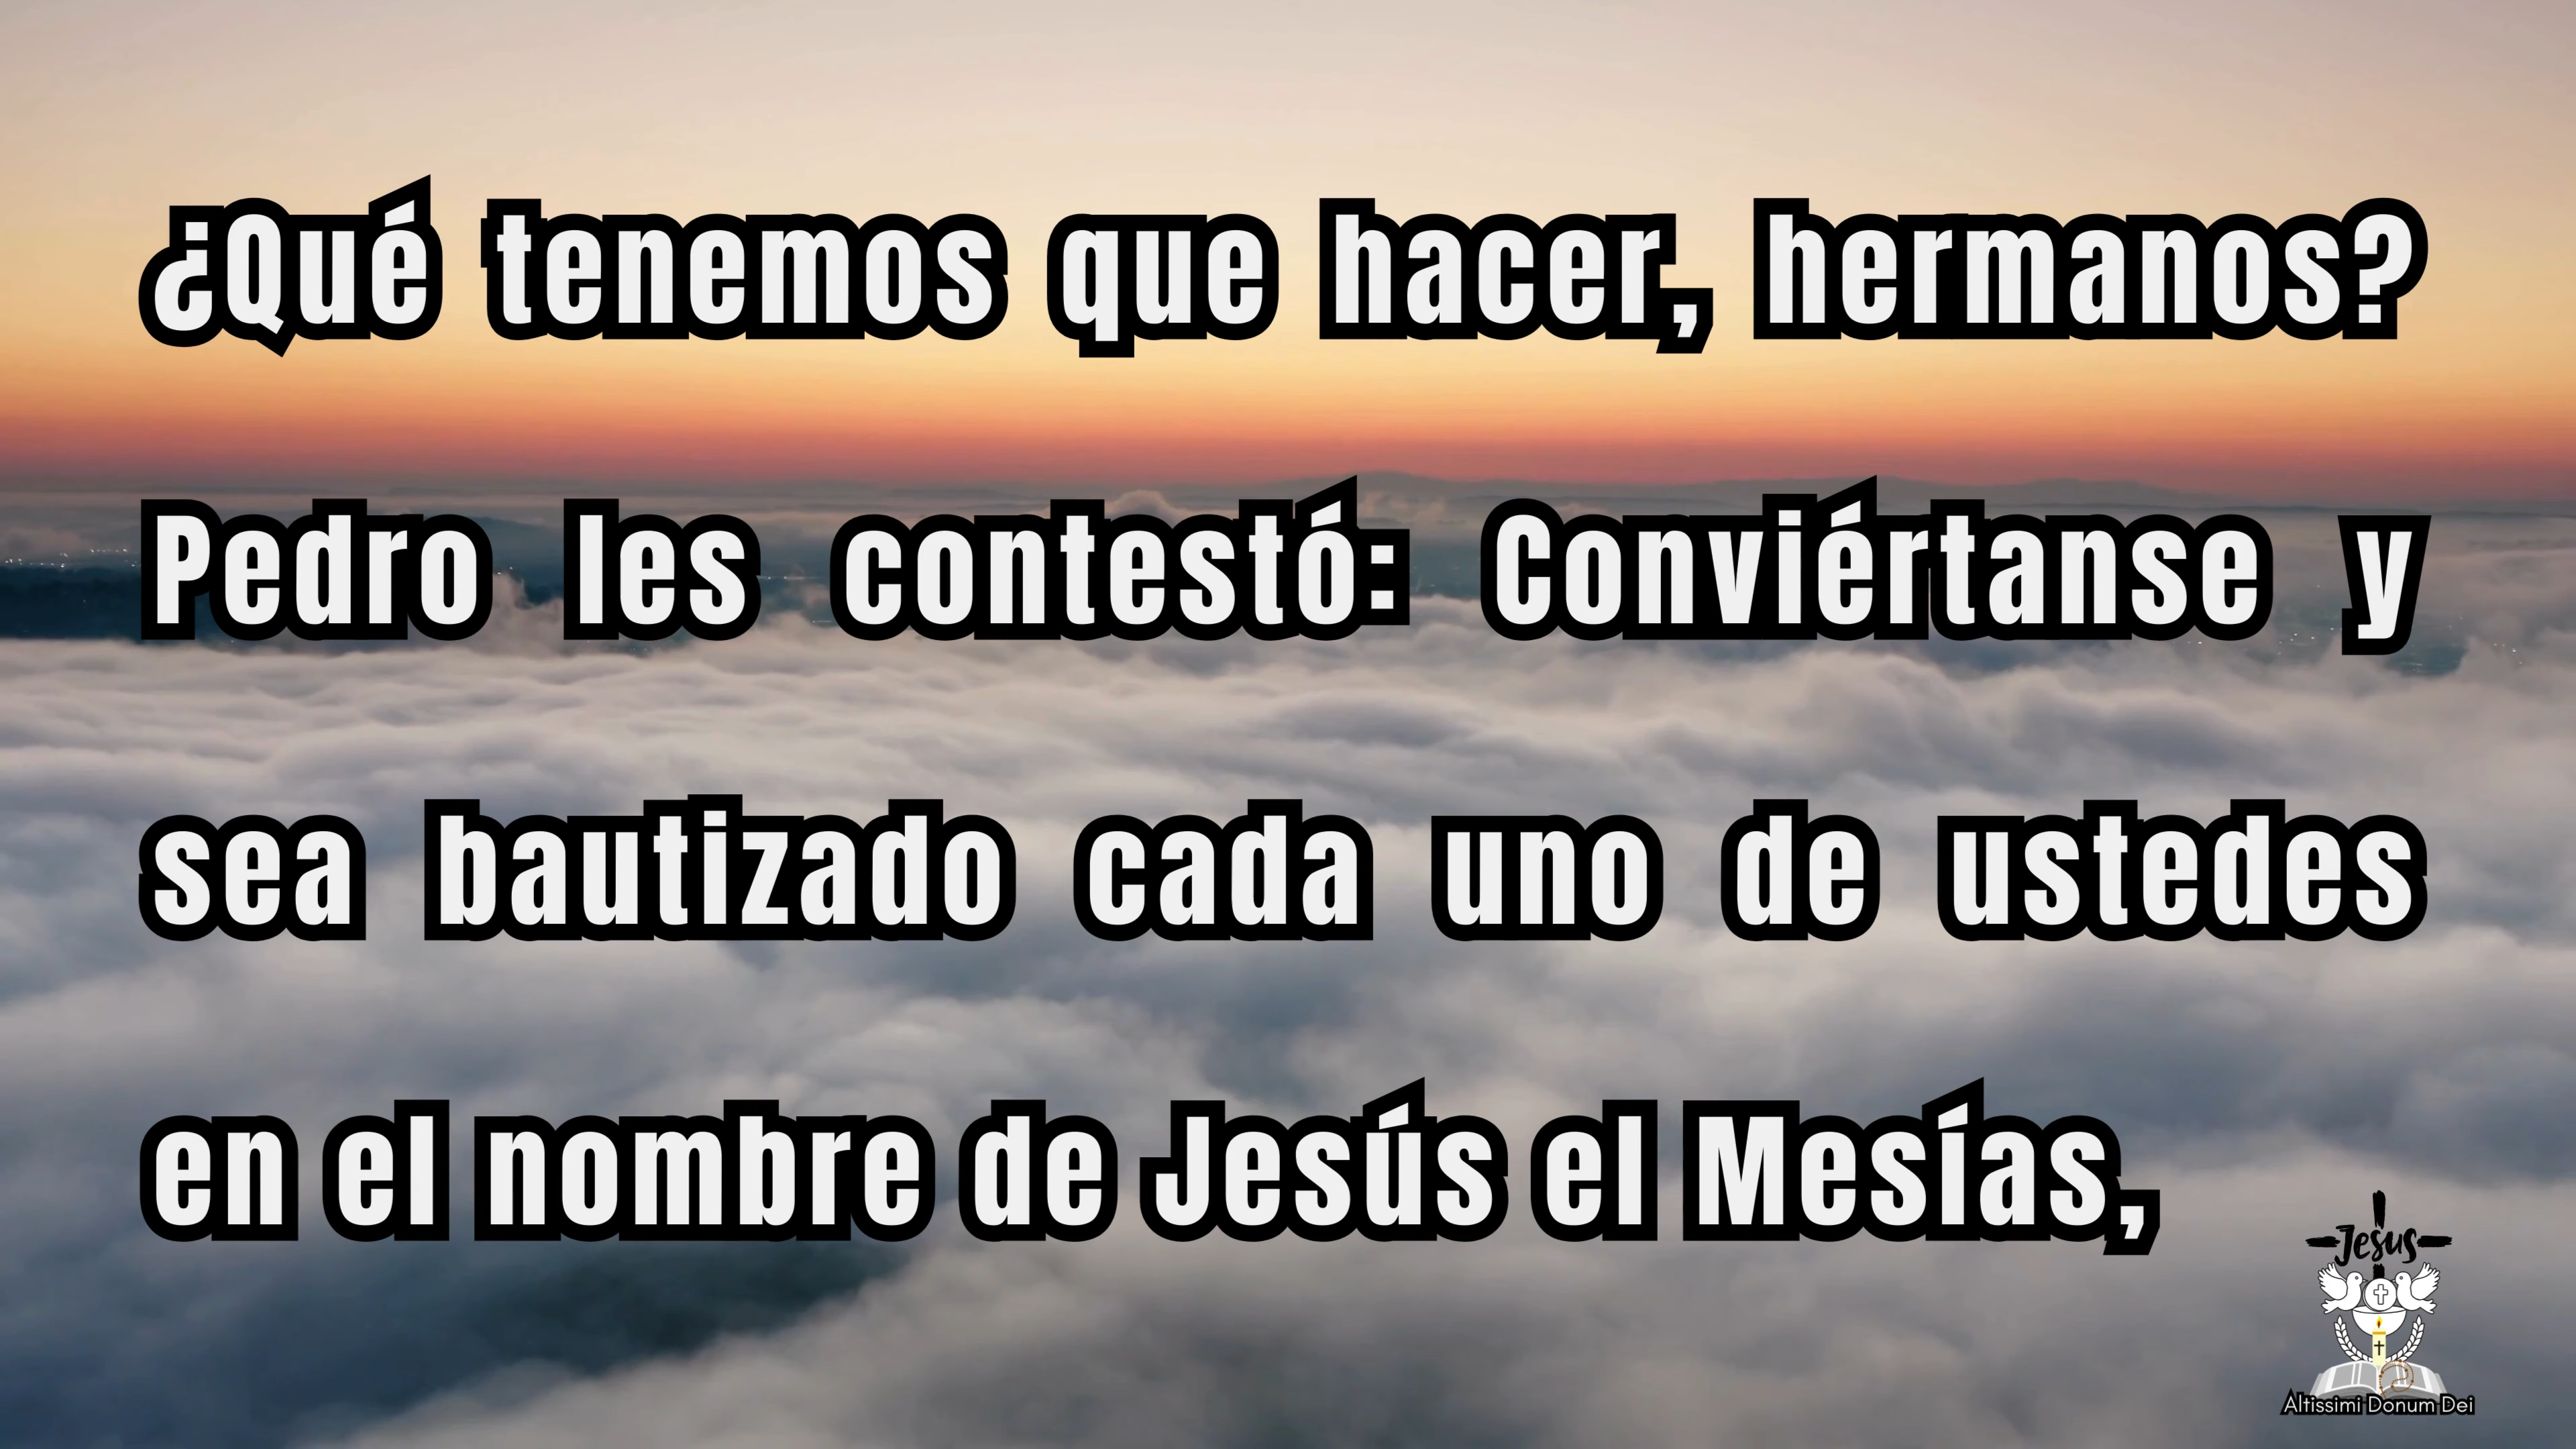 ¿Qué tenemos que hacer, hermanos?
Pedro les contestó: Conviértanse y
sea bautizado cada uno de ustedes
en el nombre de Jesús el Mesías,
Jesus
Altissimi Donum Dei